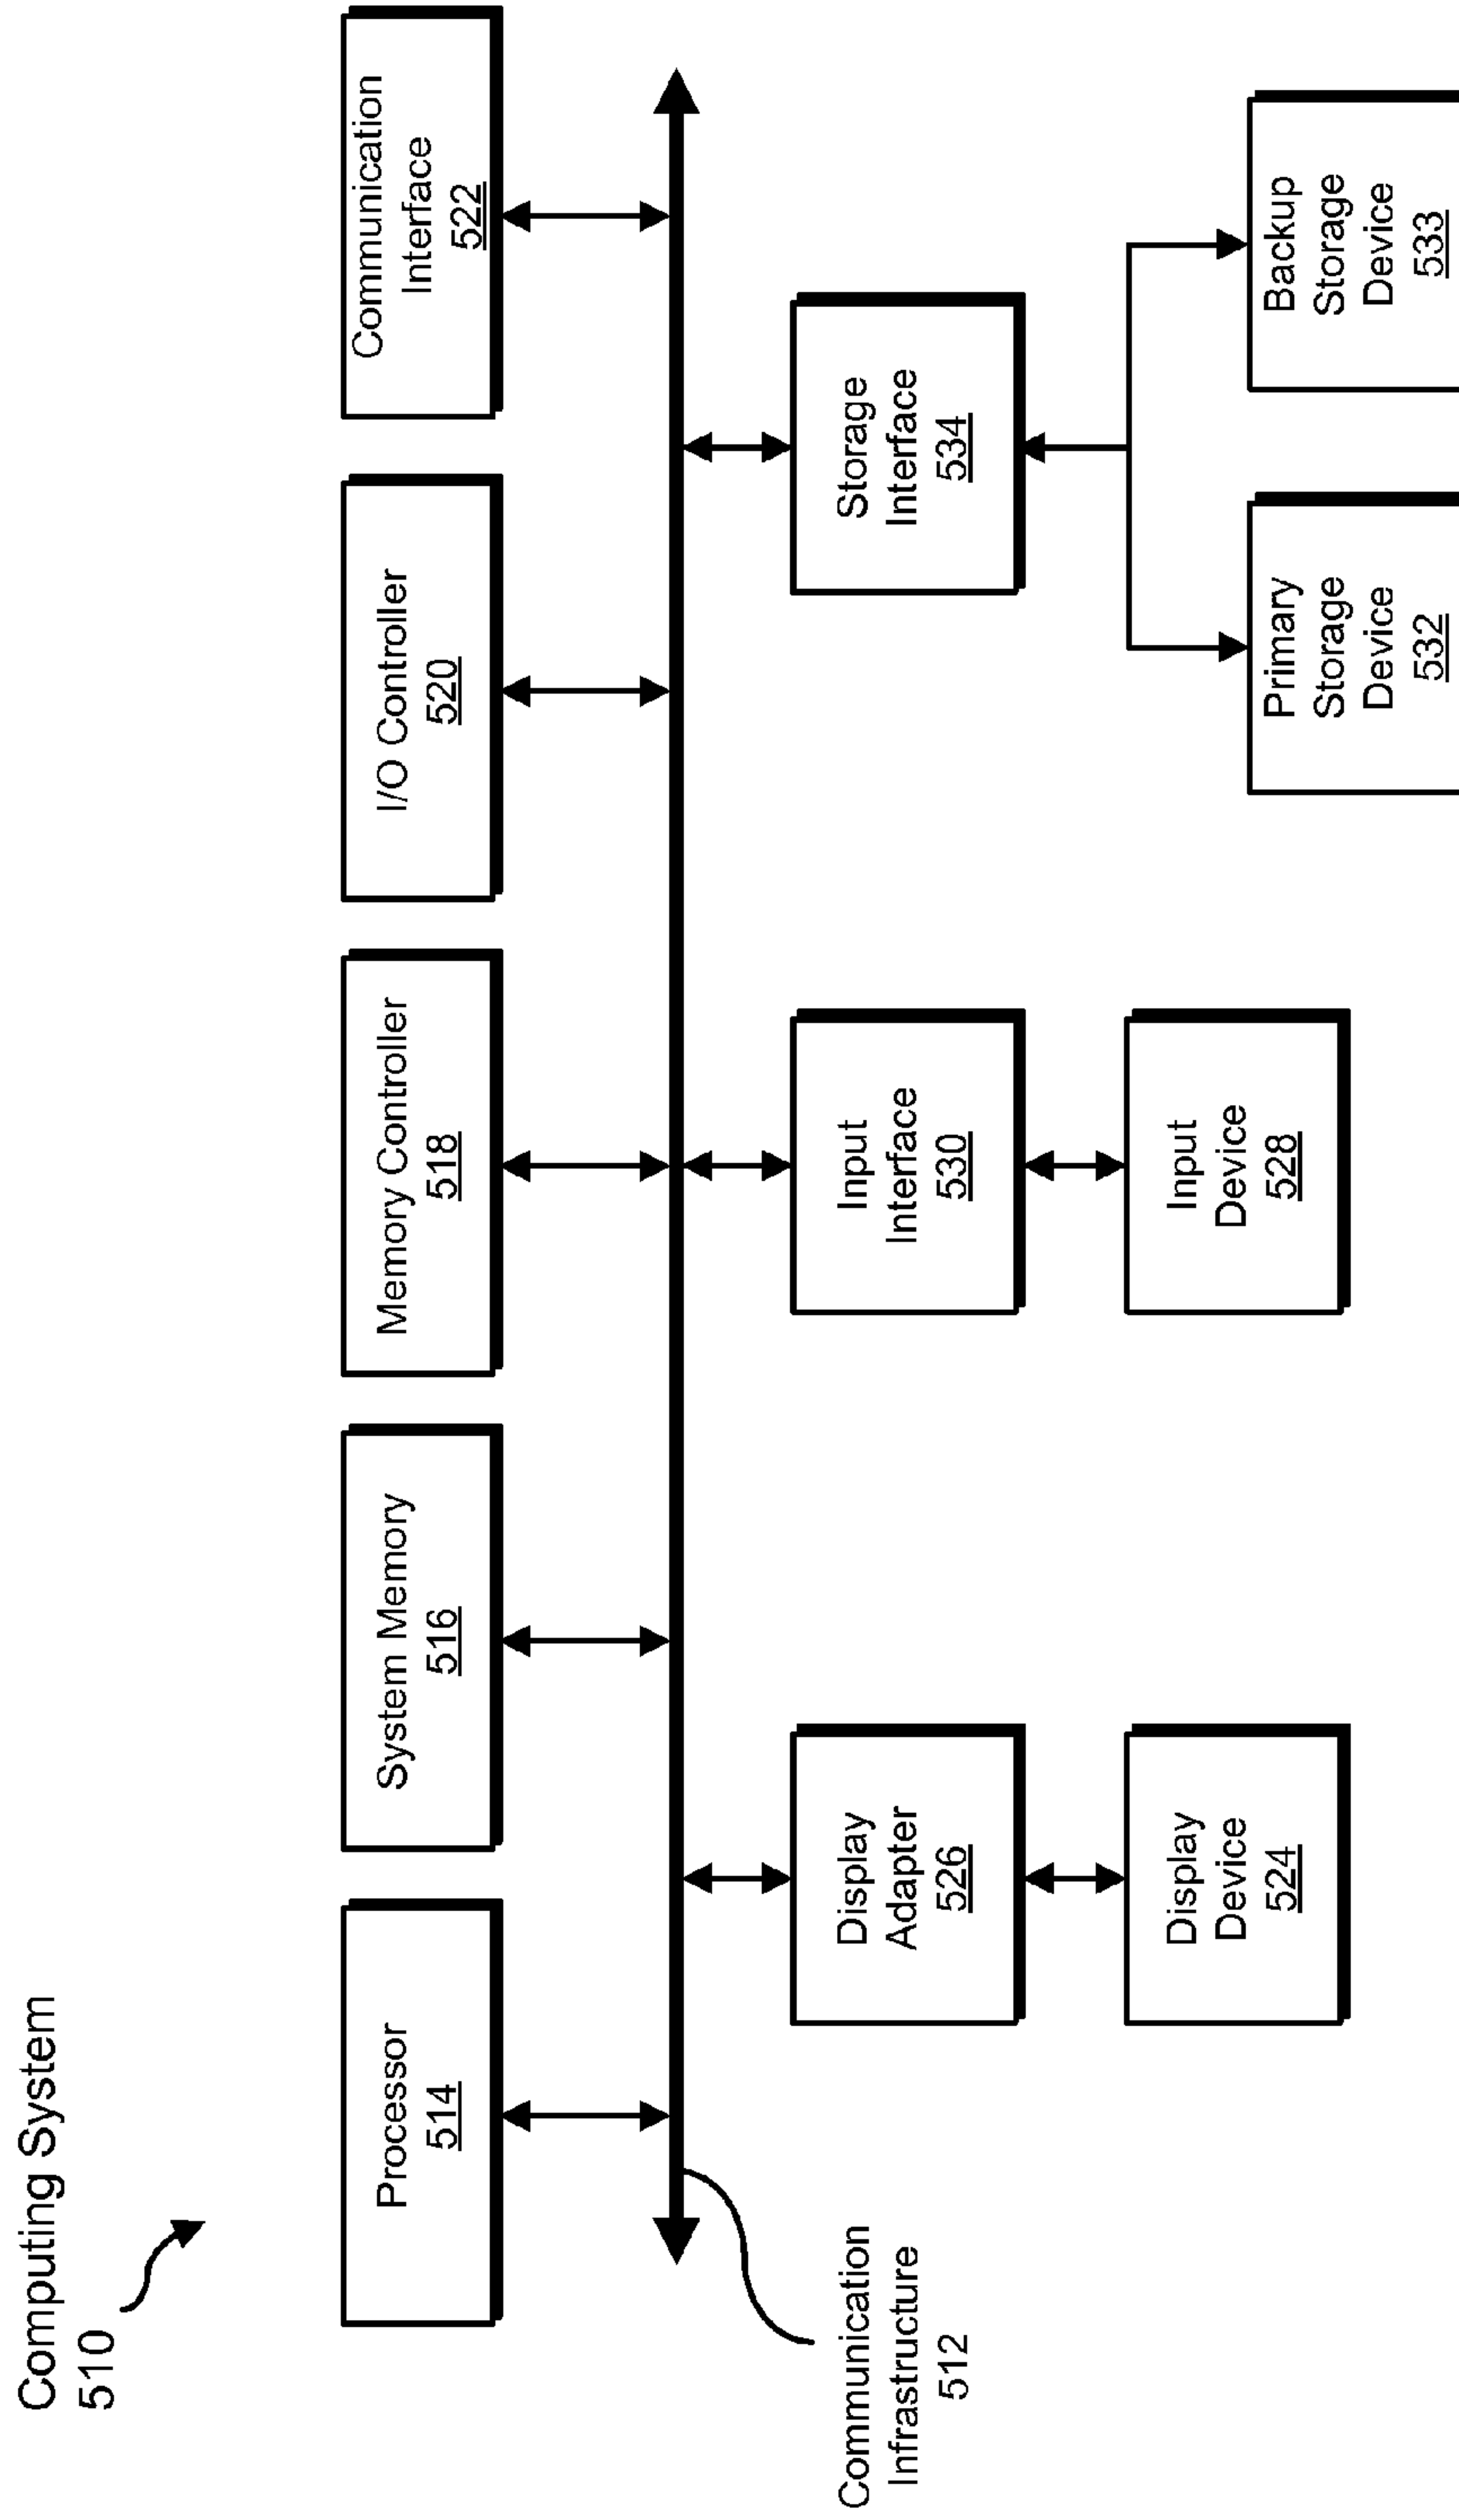 Computing System
510
Processor
514
System Memory
516
Memory Controller
518
I/O Controller
520
Communication
Interface
522
Communication
Infrastructure
512
Display
Adapter
526
Input
Interface
530
Storage
Interface
534
Display
Device
524
Input
Device
528
Primary
Storage
Device
532
Backup
Storage
Device
533